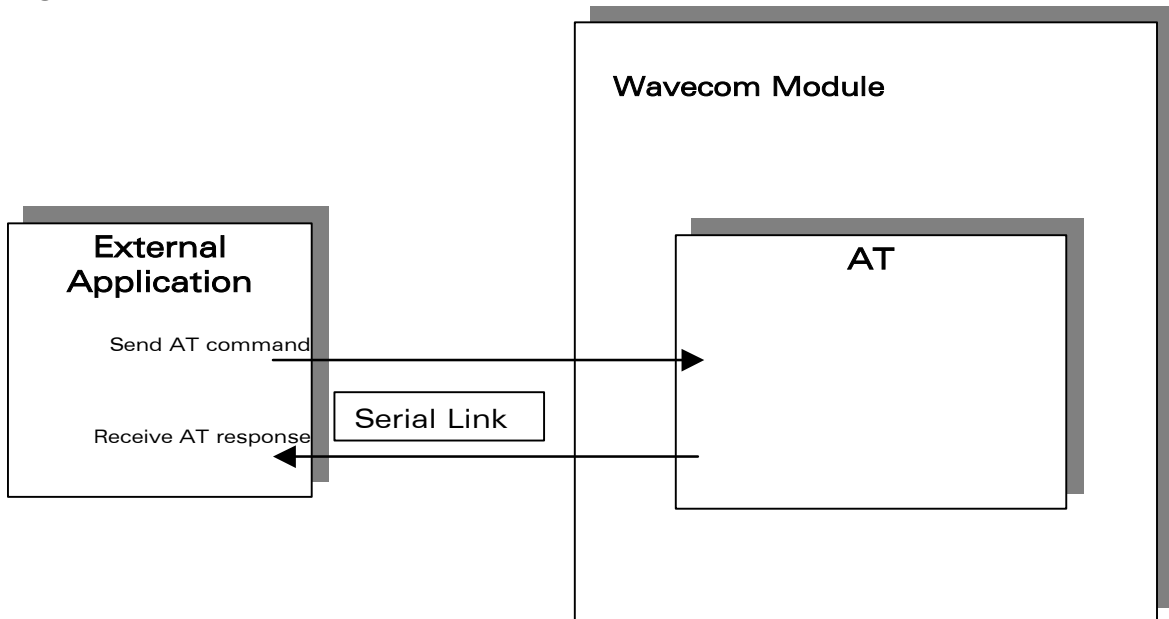 Wavecom Module
External
Application
AT
Send AT command
Serial Link
Receive AT response